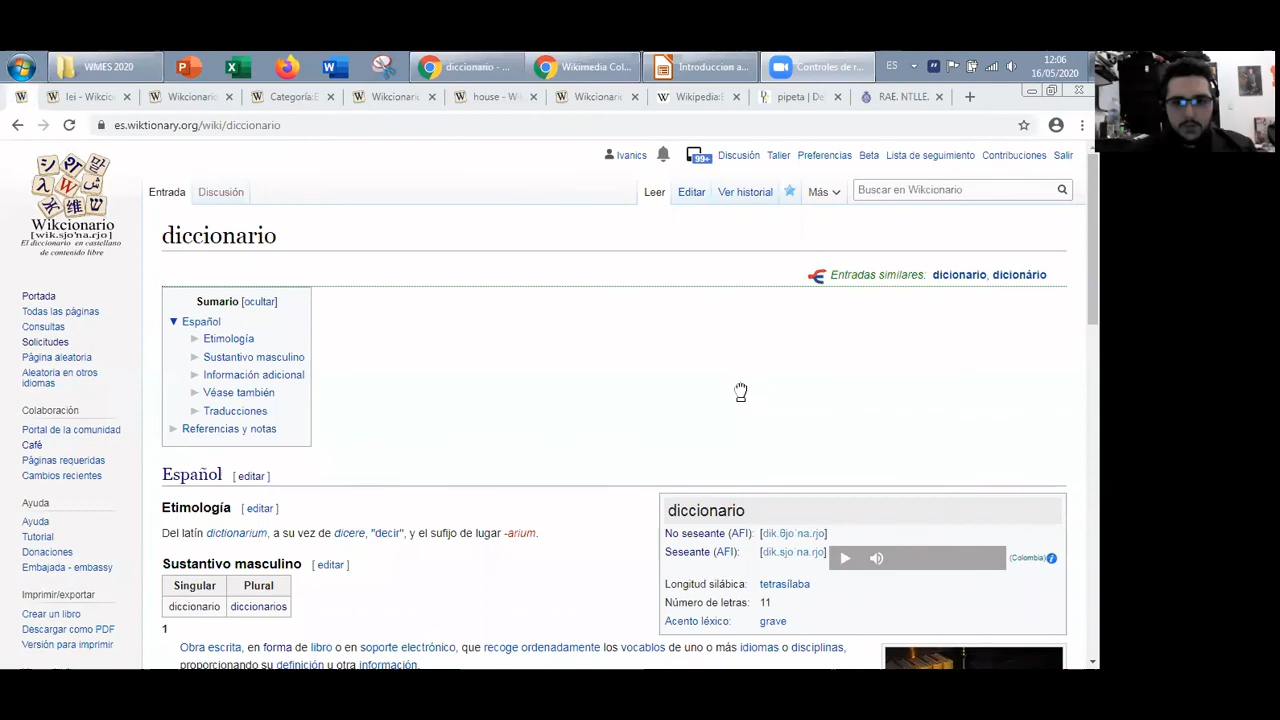 WMES 2020
diccionario - ...
Wikimedia Col...
Introduccion a...
Controles de r...
ES
12:06
16/05/2020
lei - Wikcio
Wikcionario
Categoría:E
Wikcionario
house - Wi
Wikcionario
Wikipedia:E
pipeta | De
RAE. NTLLE.
es.wiktionary.org/wiki/diccionario
Ivanics
99+
Discusión
Taller
Preferencias
Beta
Lista de seguimiento
Contribuciones
Salir
Entrada
Discusión
Leer
Editar
Ver historial
Más
Buscar en Wikcionario
Wikcionario
[wik.sjo'na.rjo]
El diccionario en castellano
de contenido libre
Portada
Todas las páginas
Consultas
Solicitudes
Página aleatoria
Aleatoria en otros
idiomas
Colaboración
Portal de la comunidad
Café
Páginas requeridas
Cambios recientes
Ayuda
Ayuda
Tutorial
Donaciones
Embajada - embassy
Imprimir/exportar
Crear un libro
Descargar como PDF
Versión para imprimir
diccionario
Entradas similares: dicionario, dicionário
Sumario [ocultar]
▼ Español
► Etimología
► Sustantivo masculino
► Información adicional
► Véase también
► Traducciones
► Referencias y notas
Español [ editar ]
Etimología [ editar ]
Del latín dictionarium, a su vez de dicere, "decir", y el sufijo de lugar -arium.
Sustantivo masculino [ editar ]
Singular Plural
diccionario diccionarios
1
Obra escrita, en forma de libro o en soporte electrónico, que recoge ordenadamente los vocablos de uno o más idiomas o disciplinas,
proporcionando su definición u otra información.
diccionario
No seseante (AFI): [dik.θjoˈna.ɾjo]
Seseante (AFI): [dik.sjoˈna.ɾjo]
(Colombia)
Longitud silábica: tetrasílaba
Número de letras: 11
Acento léxico: grave